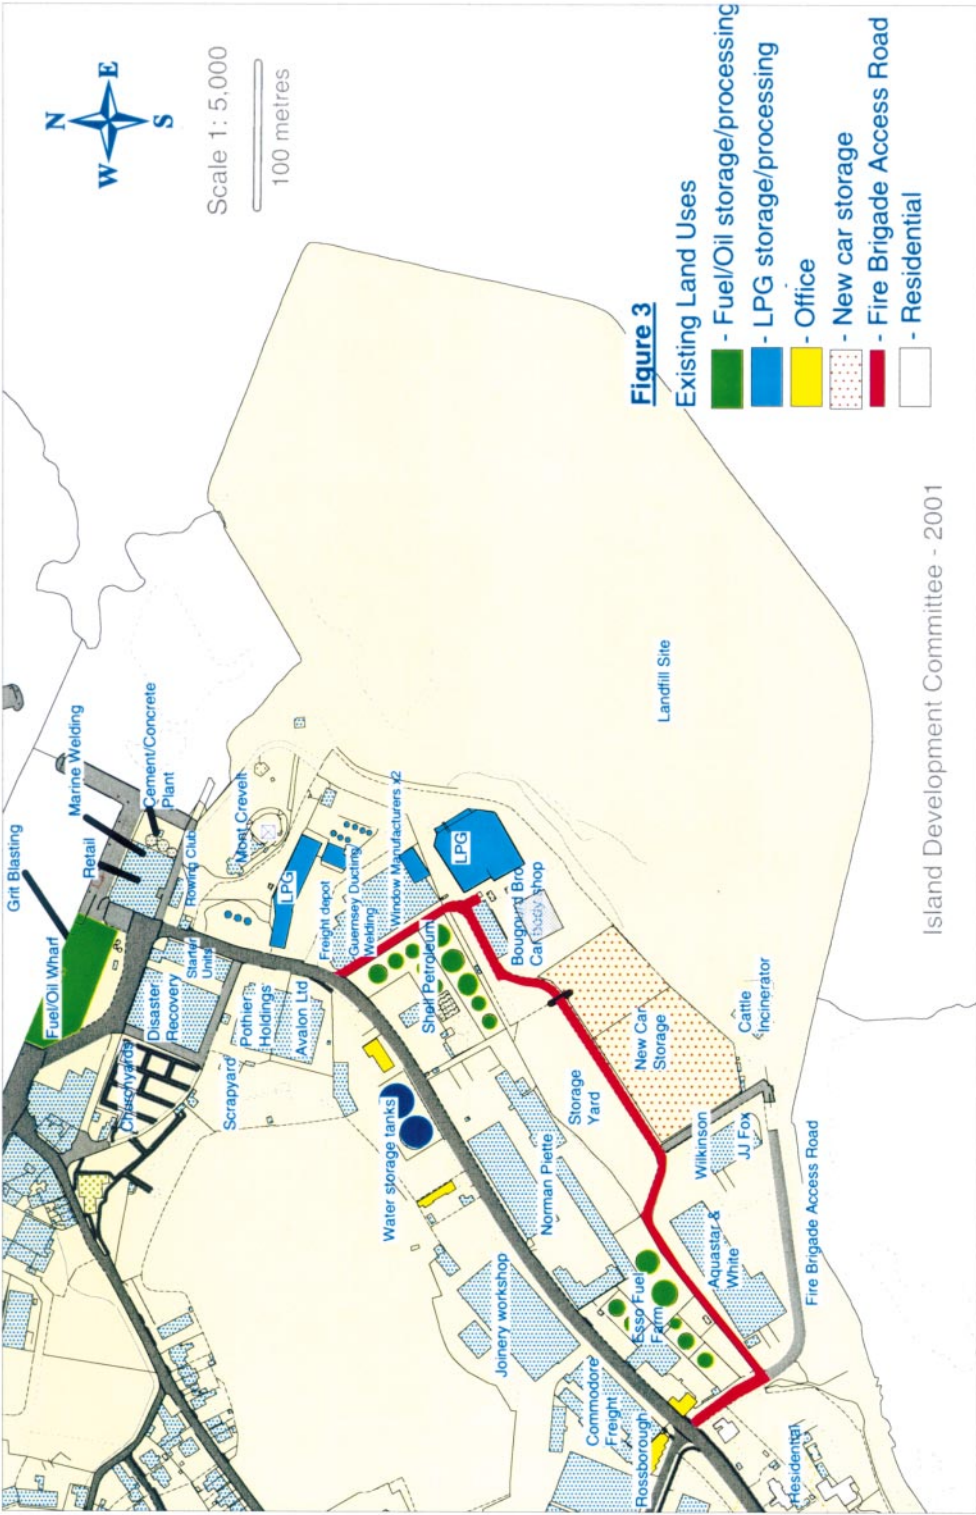 N
W
E
S
Scale 1: 5,000
100 metres
Figure 3
Existing Land Uses
- Fuel/Oil storage/processing
- LPG storage/processing
- Office
- New car storage
- Fire Brigade Access Road
- Residential
Island Development Committee - 2001
Grit Blasting
Retail
Marine Welding
Cement/Concrete
Plant
Fuel/Oil Wharf
Rowing Club
Mont Crevelt
Disaster
Recovery
Starter
Units
LPG
Pothier
Holdings
Avalon Ltd
Scrapyard
Freight depot
Guernsey Ducting
Welding
Window Manufacturers x2
LPG
Shell Petroleum
Landfill Site
Water storage tanks
Storage
Yard
New Car
Storage
Cattle
Incinerator
Norman Piette
Wilkinson
JJ Fox
Joinery workshop
Esso Fuel
Farm
Aquastar &
White
Fire Brigade Access Road
Commodore
Freight
Rossborough
Residential